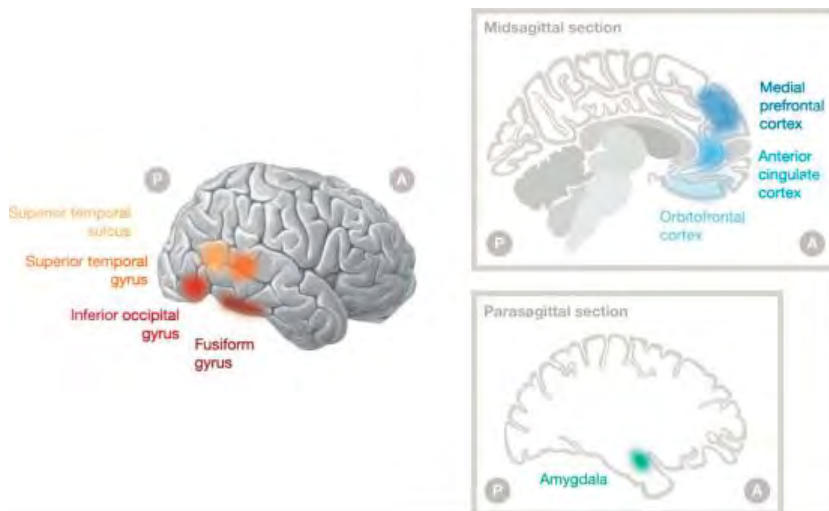 P
A
Superior temporal
sulcus
Superior temporal
gyrus
Inferior occipital
gyrus
Fusiform
gyrus
Midsagittal section
Medial
prefrontal
cortex
Anterior
cingulate
cortex
Orbitofrontal
cortex
P
A
Parasagittal section
Amygdala
P
A